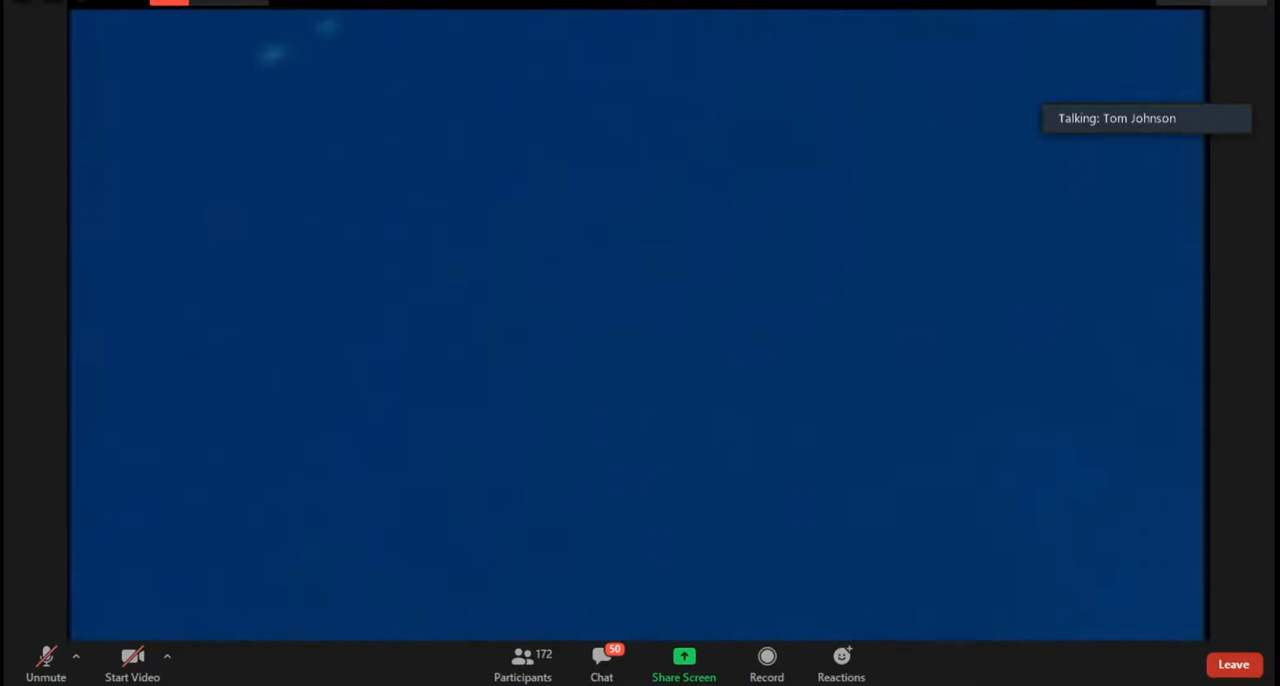 Talking: Tom Johnson
172
50
Unmute
Start Video
Participants
Chat
Share Screen
Record
Reactions
Leave